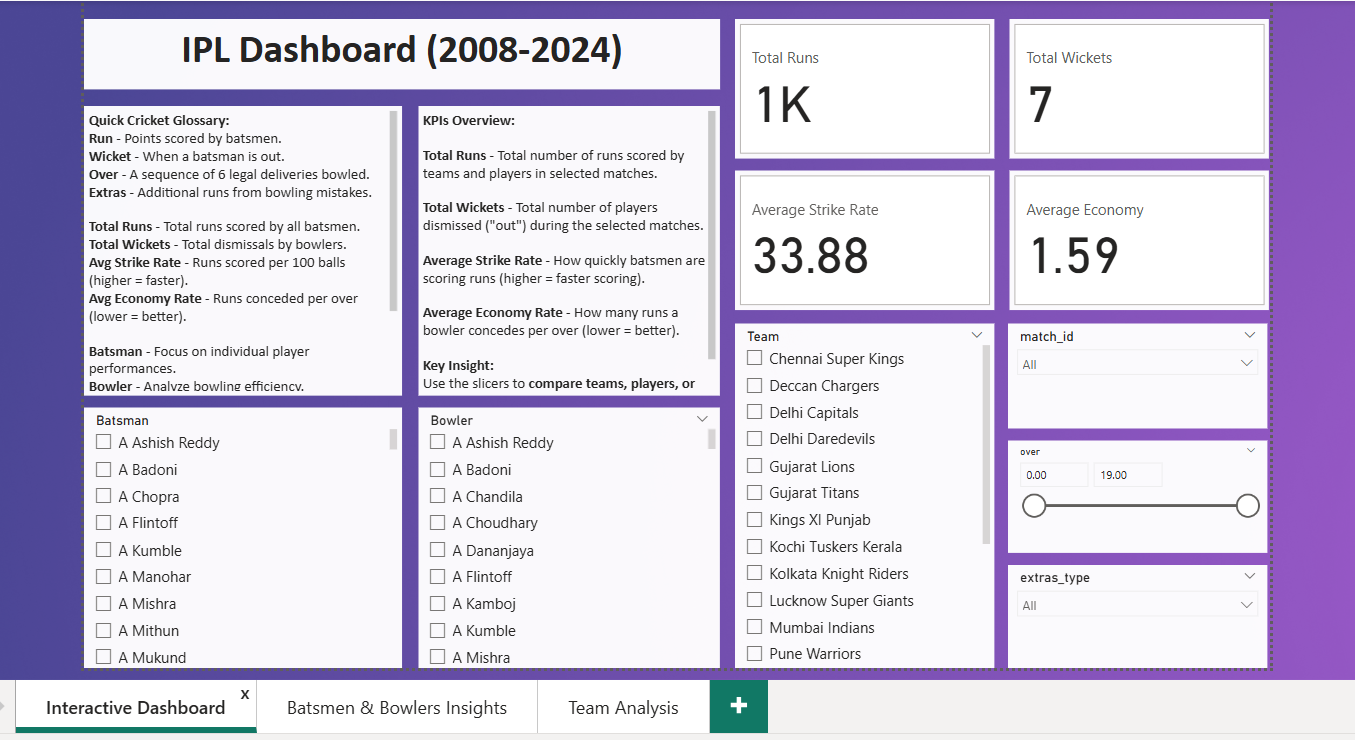 IPL Dashboard (2008-2024)
Quick Cricket Glossary:
Run - Points scored by batsmen.
Wicket - When a batsman is out.
Over - A sequence of 6 legal deliveries bowled.
Extras - Additional runs from bowling mistakes.
Total Runs - Total runs scored by all batsmen.
Total Wickets - Total dismissals by bowlers.
Avg Strike Rate - Runs scored per 100 balls
(higher = faster).
Avg Economy Rate - Runs conceded per over
(lower = better).
Batsman - Focus on individual player
performances.
Bowler - Analyze bowling efficiency.
KPIs Overview:
Total Runs - Total number of runs scored by
teams and players in selected matches.
Total Wickets - Total number of players
dismissed ("out") during the selected matches.
Average Strike Rate - How quickly batsmen are
scoring runs (higher = faster scoring).
Average Economy Rate - How many runs a
bowler concedes per over (lower = better).
Key Insight:
Use the slicers to compare teams, players, or
Total Runs
1K
Total Wickets
7
Average Strike Rate
33.88
Average Economy
1.59
Batsman
A Ashish Reddy
A Badoni
A Chopra
A Flintoff
A Kumble
A Manohar
A Mishra
A Mithun
A Mukund
Bowler
A Ashish Reddy
A Badoni
A Chandila
A Choudhary
A Dananjaya
A Flintoff
A Kamboj
A Kumble
A Mishra
Team
Chennai Super Kings
Deccan Chargers
Delhi Capitals
Delhi Daredevils
Gujarat Lions
Gujarat Titans
Kings XI Punjab
Kochi Tuskers Kerala
Kolkata Knight Riders
Lucknow Super Giants
Mumbai Indians
Pune Warriors
match_id
All
over
0.00 19.00
extras_type
All
Interactive Dashboard X
Batsmen & Bowlers Insights
Team Analysis
+